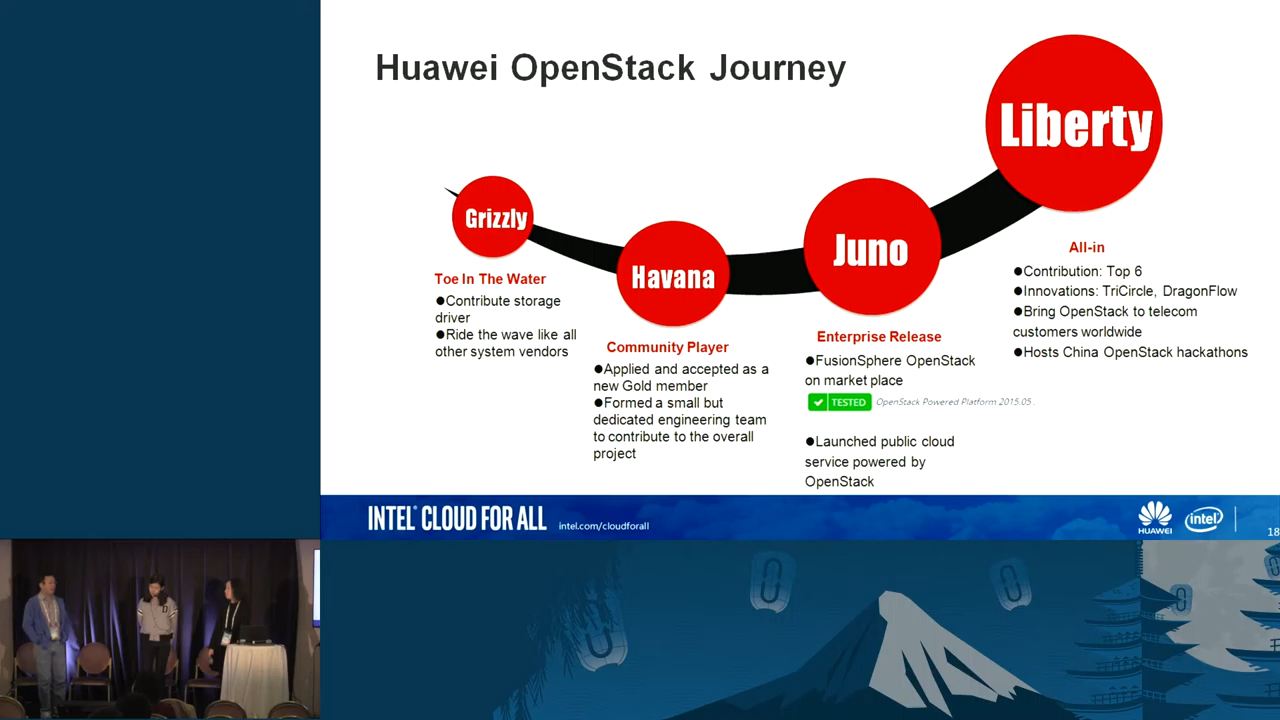 Huawei OpenStack Journey
Grizzly
Toe In The Water
●Contribute storage
driver
●Ride the wave like all
other system vendors
Havana
Community Player
●Applied and accepted as a
new Gold member
●Formed a small but
dedicated engineering team
to contribute to the overall
project
Juno
Enterprise Release
●FusionSphere OpenStack
on market place
TESTED OpenStack Powered Platform 2015.05 .
●Launched public cloud
service powered by
OpenStack
Liberty
All-in
●Contribution: Top 6
●Innovations: TriCircle, DragonFlow
●Bring OpenStack to telecom
customers worldwide
●Hosts China OpenStack hackathons
INTEL® CLOUD FOR ALL intel.com/cloudforall
HUAWEI
intel
18